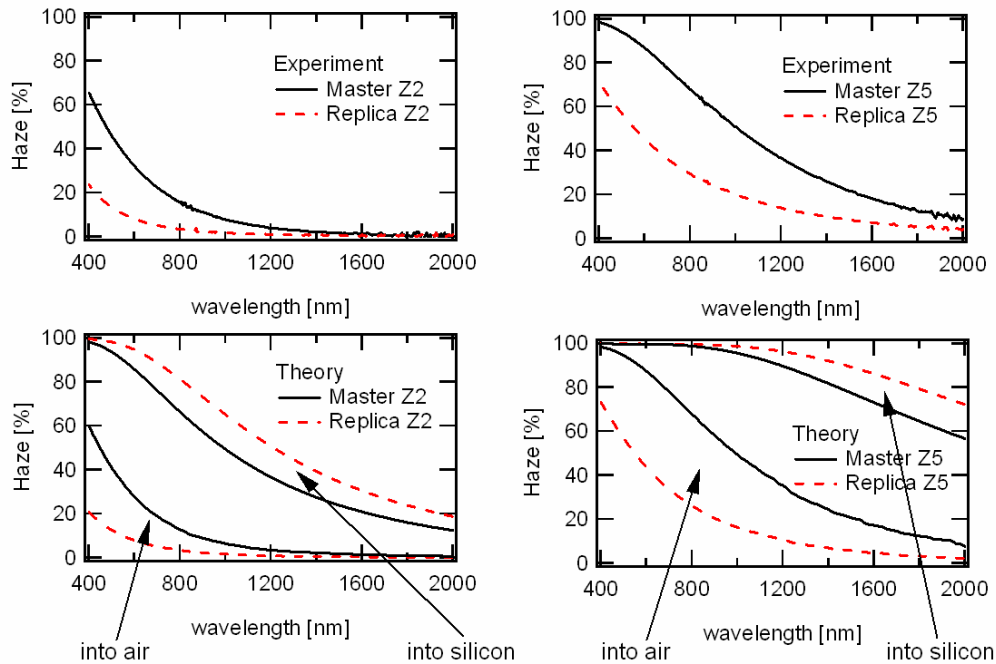 100
80
60
40
20
0
Haze [%]
Experiment
Master Z2
Replica Z2
400
800
1200
1600
2000
wavelength [nm]
100
80
60
40
20
0
Haze [%]
Experiment
Master Z5
Replica Z5
400
800
1200
1600
2000
wavelength [nm]
100
80
60
40
20
0
Haze [%]
Theory
Master Z2
Replica Z2
400
800
1200
1600
2000
wavelength [nm]
into air
into silicon
100
80
60
40
20
0
Haze [%]
Theory
Master Z5
Replica Z5
400
800
1200
1600
2000
wavelength [nm]
into air
into silicon